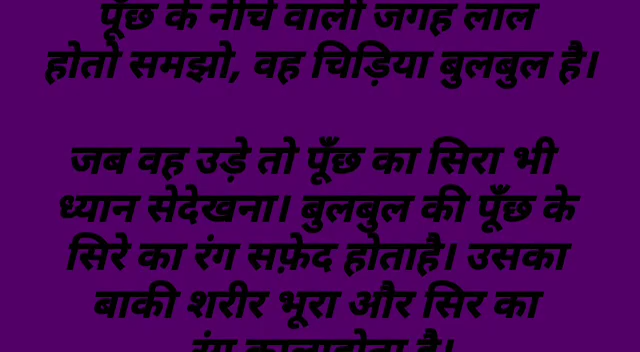 पूँछ के नीचे वाली जगह लाल
होतो समझो, वह चिड़िया बुलबुल है।
जब वह उड़े तो पूँछ का सिरा भी
ध्यान सेदेखना। बुलबुल की पूँछ के
सिरे का रंग सफ़ेद होताहै। उसका
बाकी शरीर भूरा और सिर का
रंग कालाहोता है।